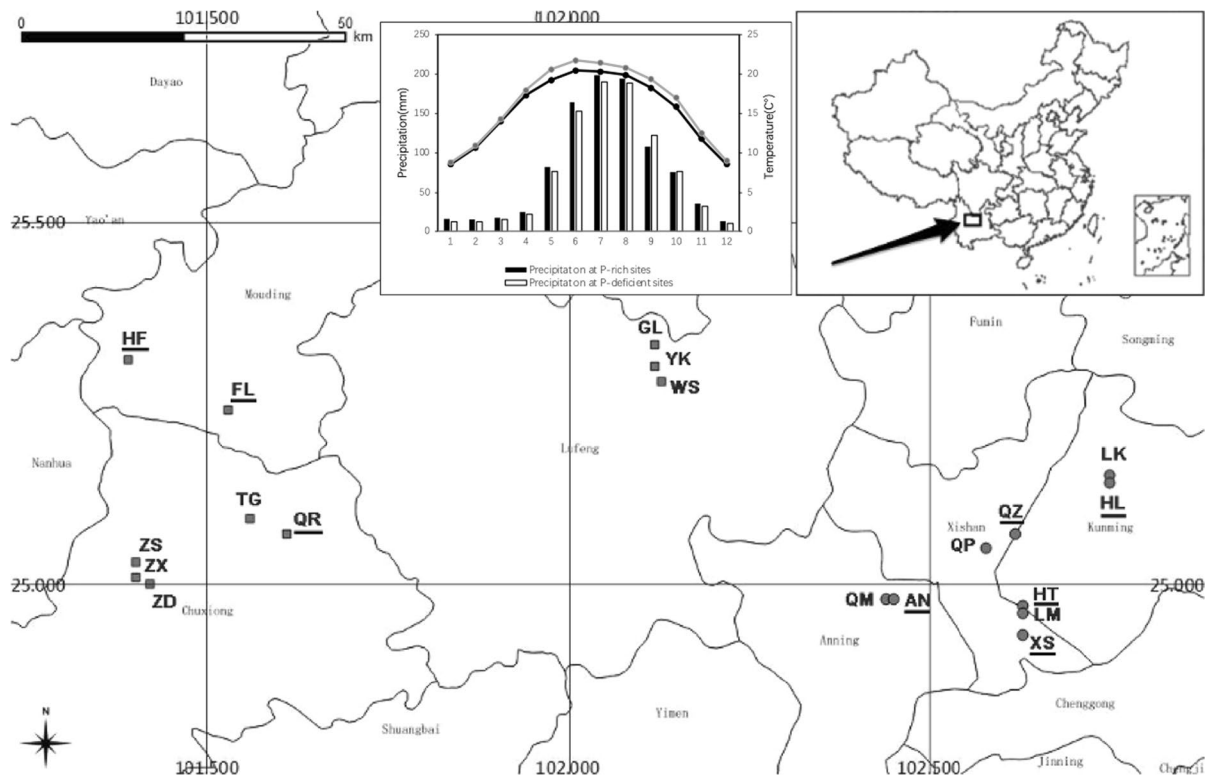 101.500
102.000
0
50
km
Dayao
Yao'an
25.500
Mouding
Precipitation(mm)
250
200
150
100
50
0
25
20
15
10
5
0
Temperature(C°)
1 2 3 4 5 6 7 8 9 10 11 12
Precipitation at P-rich sites
Precipitation at P-deficient sites
HF
FL
GL
YK
WS
Fumin
Songming
Nanhua
Lufeng
LK
HL
Kunming
TG
QR
QZ
Xishan
QP
ZS
ZX
ZD
25.000
25.000
Chuxiong
QM
AN
HT
LM
XS
Anning
Chenggong
Yimen
Shuangbai
N
Jinning
Chengji
101.500
102.000
102.500